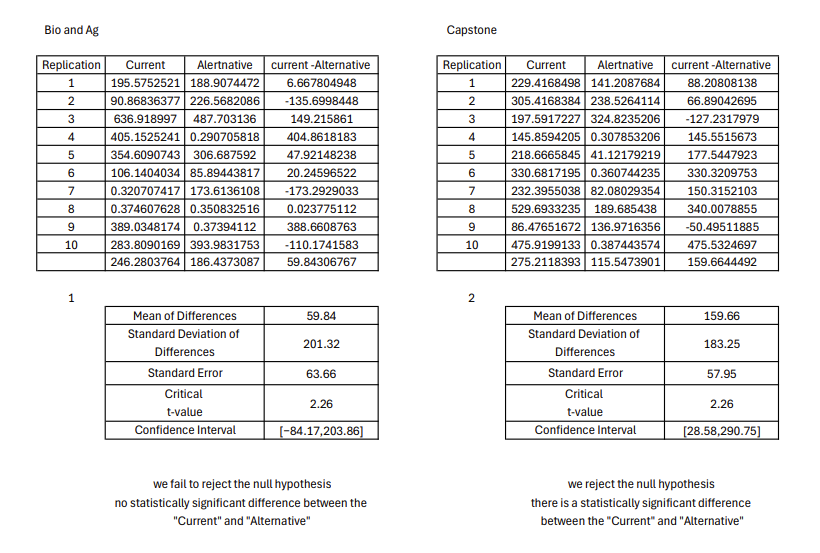 Bio and Ag
Replication Current Alertnative current -Alternative
1 195.5752521 188.9074472 6.667804948
2 90.86836377 226.5682086 -135.6998448
3 636.918997 487.703136 149.215861
4 405.1525241 0.290705818 404.8618183
5 354.6090743 306.687592 47.92148238
6 106.1404034 85.89443817 20.24596522
7 0.320707417 173.6136108 -173.2929033
8 0.374607628 0.350832516 0.023775112
9 389.0348174 0.37394112 388.6608763
10 283.8090169 393.9831753 -110.1741583
246.2803764 186.4373087 59.84306767
1
Mean of Differences 59.84
Standard Deviation of
Differences 201.32
Standard Error 63.66
Critical
t-value 2.26
Confidence Interval [−84.17,203.86]
we fail to reject the null hypothesis
no statistically significant difference between the
"Current" and "Alternative"
Capstone
Replication Current Alertnative current -Alternative
1 229.4168498 141.2087684 88.20808138
2 305.4168384 238.5264114 66.89042695
3 197.5917227 324.8235206 -127.2317979
4 145.8594205 0.307853206 145.5515673
5 218.6665845 41.12179219 177.5447923
6 330.6817195 0.360744235 330.3209753
7 232.3955038 82.08029354 150.3152103
8 529.6933235 189.685438 340.0078855
9 86.47651672 136.9716356 -50.49511885
10 475.9199133 0.387443574 475.5324697
275.2118393 115.5473901 159.6644492
2
Mean of Differences 159.66
Standard Deviation of
Differences 183.25
Standard Error 57.95
Critical
t-value 2.26
Confidence Interval [28.58,290.75]
we reject the null hypothesis
there is a statistically significant difference
between the "Current" and "Alternative"